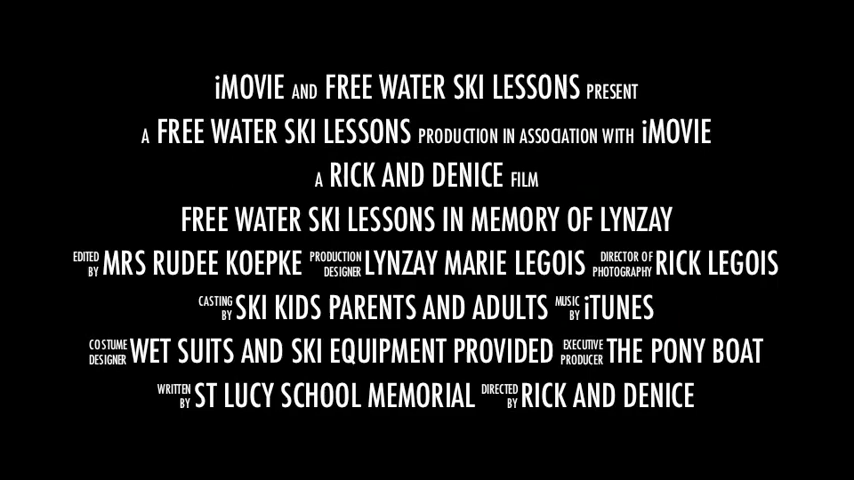 iMOVIE AND FREE WATER SKI LESSONS PRESENT
A FREE WATER SKI LESSONS PRODUCTION IN ASSOCIATION WITH iMOVIE
A RICK AND DENICE FILM
FREE WATER SKI LESSONS IN MEMORY OF LYNZAY
EDITED BY MRS RUDEE KOEPKE PRODUCTION DESIGNER LYNZAY MARIE LEGOIS DIRECTOR OF PHOTOGRAPHY RICK LEGOIS
CASTING BY SKI KIDS PARENTS AND ADULTS MUSIC BY iTUNES
COSTUME DESIGNER WET SUITS AND SKI EQUIPMENT PROVIDED EXECUTIVE PRODUCER THE PONY BOAT
WRITTEN BY ST LUCY SCHOOL MEMORIAL DIRECTED BY RICK AND DENICE